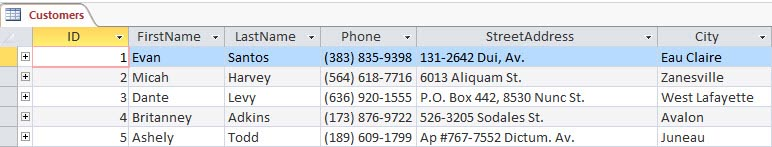 Customers
ID FirstName LastName Phone StreetAddress City
1 Evan Santos (383) 835-9398 131-2642 Dui, Av. Eau Claire
2 Micah Harvey (564) 618-7716 6013 Aliquam St. Zanesville
3 Dante Levy (636) 920-1555 P.O. Box 442, 8530 Nunc St. West Lafayette
4 Britanney Adkins (173) 876-9722 526-3205 Sodales St. Avalon
5 Ashely Todd (189) 609-1799 Ap #767-7552 Dictum. Av. Juneau